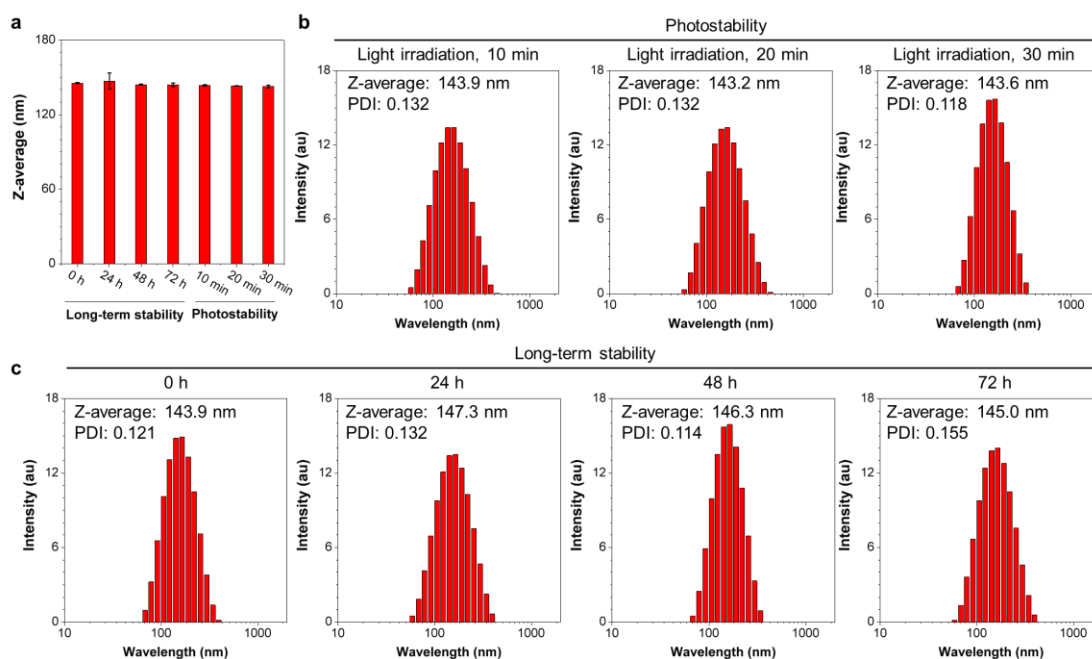 a
Z-average (nm)
180
120
60
0
0 h
24 h
48 h
72 h
10 min
20 min
30 min
Long-term stability
Photostability
b
Photostability
Light irradiation, 10 min
Z-average: 143.9 nm
PDI: 0.132
Intensity (au)
18
12
6
0
10
100
1000
Wavelength (nm)
Light irradiation, 20 min
Z-average: 143.2 nm
PDI: 0.132
Intensity (au)
18
12
6
0
10
100
1000
Wavelength (nm)
Light irradiation, 30 min
Z-average: 143.6 nm
PDI: 0.118
Intensity (au)
18
12
6
0
10
100
1000
Wavelength (nm)
Long-term stability
c
0 h
Z-average: 143.9 nm
PDI: 0.121
Intensity (au)
18
12
6
0
10
100
1000
Wavelength (nm)
24 h
Z-average: 147.3 nm
PDI: 0.132
Intensity (au)
18
12
6
0
10
100
1000
Wavelength (nm)
48 h
Z-average: 146.3 nm
PDI: 0.114
Intensity (au)
18
12
6
0
10
100
1000
Wavelength (nm)
72 h
Z-average: 145.0 nm
PDI: 0.155
Intensity (au)
18
12
6
0
10
100
1000
Wavelength (nm)